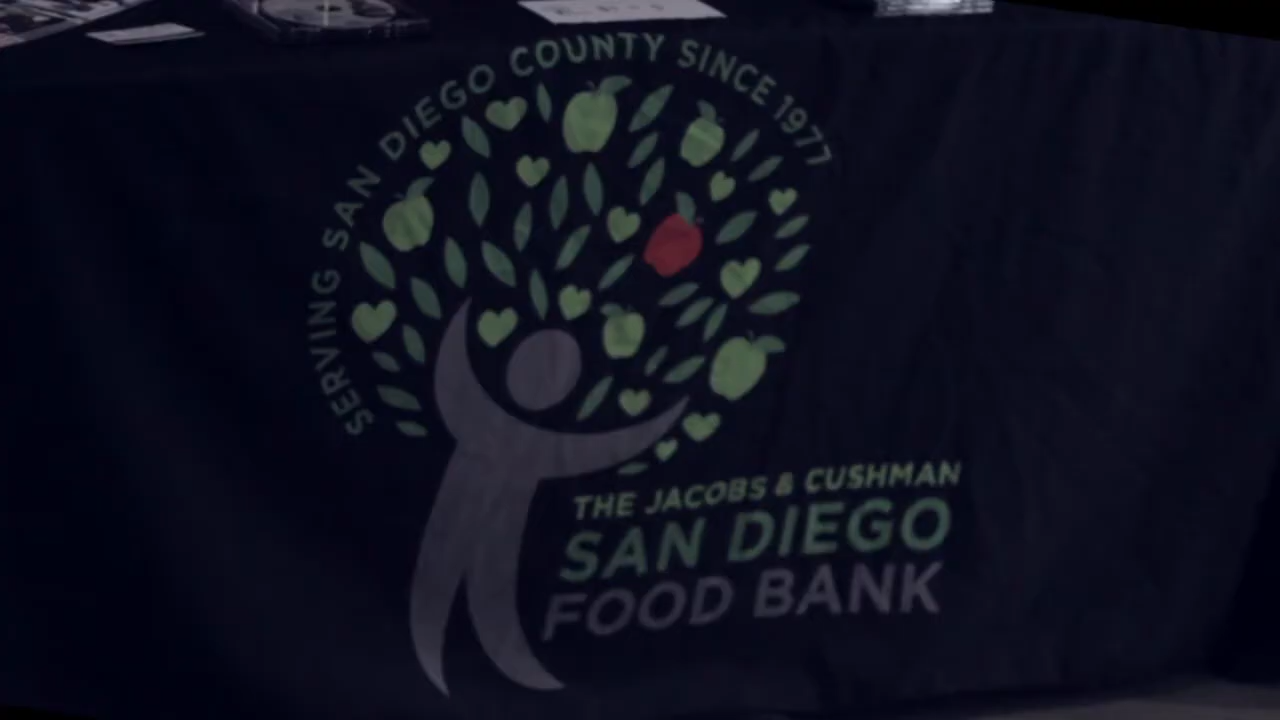 SERVING SAN DIEGO COUNTY SINCE 1977
THE JACOBS & CUSHMAN
SAN DIEGO
FOOD BANK